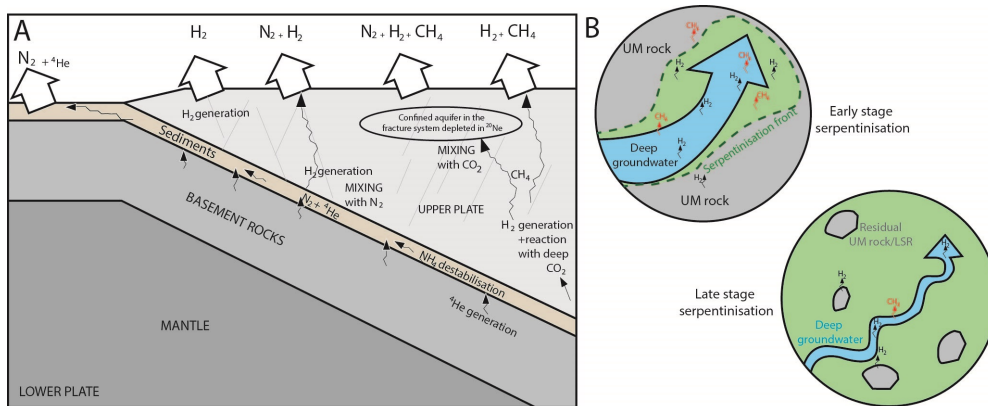 A
N2 + 4He
H2
N2 + H2
N2 + H2 + CH4
H2 + CH4
H2 generation
Confined aquifer in the
fracture system depleted in 20Ne
MIXING
with CO2
Sediments
H2generation
MIXING
with N2
CH4
N2 + 4He
UPPER PLATE
BASEMENT ROCKS
H2 generation
+reaction
with deep
CO2
NH4 destabilisation
4He generation
MANTLE
LOWER PLATE
B
UM rock
CH4
H2
CH4
H2
H2
H2
CH4
CH4
H2
Deep
groundwater
Serpentinisation front
H2
UM rock
Early stage
serpentinisation
Residual
UM rock/LSR
H2
H2
CH4
H2
Deep
groundwater
H2
Late stage
serpentinisation